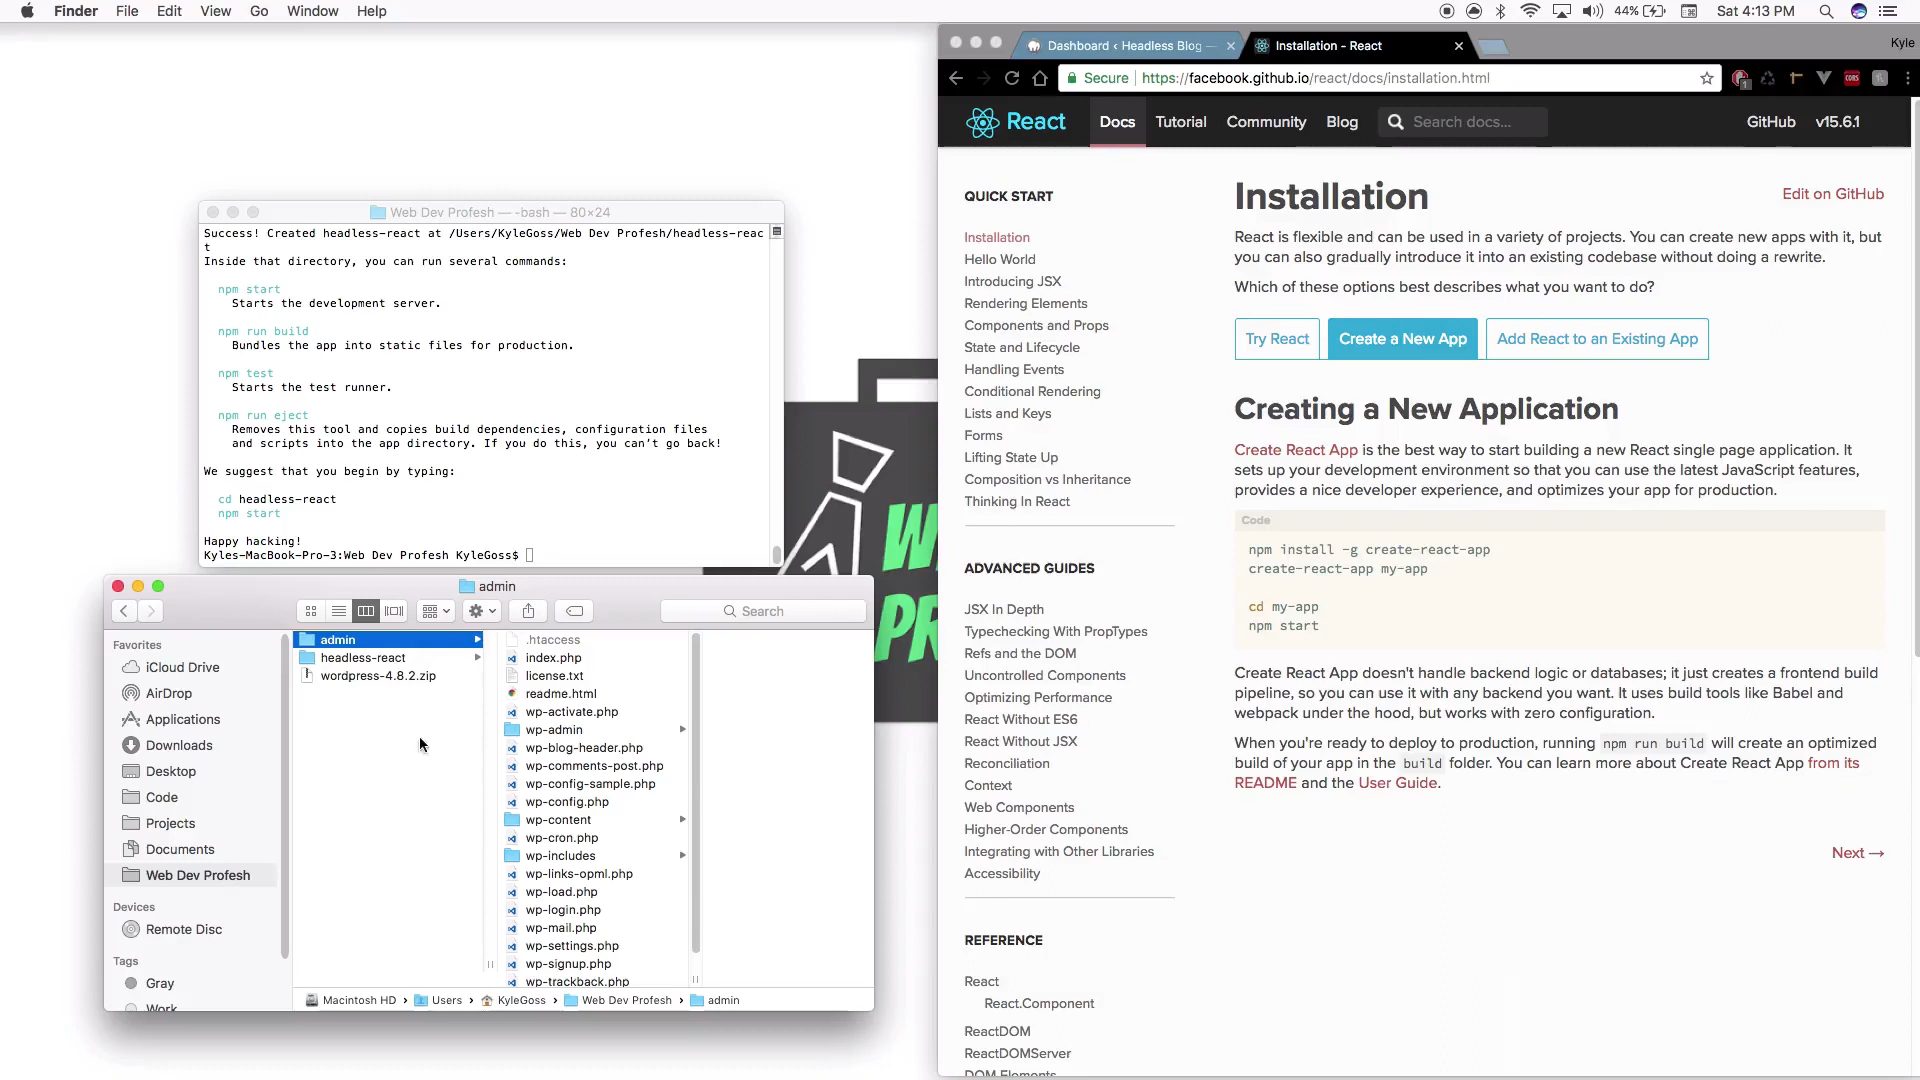 Finder File Edit View Go Window Help
44%
Sat 4:13 PM
Dashboard ‹ Headless Blog —
Installation - React
Kyle
Secure
https://facebook.github.io/react/docs/installation.html
1
CORS
React
Docs
Tutorial
Community
Blog
Search docs...
GitHub
v15.6.1
Web Dev Profesh — -bash — 80×24
Success! Created headless-react at /Users/KyleGoss/Web Dev Profesh/headless-reac
t
Inside that directory, you can run several commands:
npm start
Starts the development server.
npm run build
Bundles the app into static files for production.
npm test
Starts the test runner.
npm run eject
Removes this tool and copies build dependencies, configuration files
and scripts into the app directory. If you do this, you can’t go back!
We suggest that you begin by typing:
cd headless-react
npm start
Happy hacking!
Kyles-MacBook-Pro-3:Web Dev Profesh KyleGoss$
admin
Search
Favorites
iCloud Drive
AirDrop
Applications
Downloads
Desktop
Code
Projects
Documents
Web Dev Profesh
Devices
Remote Disc
Tags
Gray
Work
admin
headless-react
wordpress-4.8.2.zip
.htaccess
index.php
license.txt
readme.html
wp-activate.php
wp-admin
wp-blog-header.php
wp-comments-post.php
wp-config-sample.php
wp-config.php
wp-content
wp-cron.php
wp-includes
wp-links-opml.php
wp-load.php
wp-login.php
wp-mail.php
wp-settings.php
wp-signup.php
wp-trackback.php
Macintosh HD › Users › KyleGoss › Web Dev Profesh › admin
QUICK START
Installation
Hello World
Introducing JSX
Rendering Elements
Components and Props
State and Lifecycle
Handling Events
Conditional Rendering
Lists and Keys
Forms
Lifting State Up
Composition vs Inheritance
Thinking In React
ADVANCED GUIDES
JSX In Depth
Typechecking With PropTypes
Refs and the DOM
Uncontrolled Components
Optimizing Performance
React Without ES6
React Without JSX
Reconciliation
Context
Web Components
Higher-Order Components
Integrating with Other Libraries
Accessibility
REFERENCE
React
React.Component
ReactDOM
ReactDOMServer
DOM Elements
Installation
Edit on GitHub
React is flexible and can be used in a variety of projects. You can create new apps with it, but
you can also gradually introduce it into an existing codebase without doing a rewrite.
Which of these options best describes what you want to do?
Try React
Create a New App
Add React to an Existing App
Creating a New Application
Create React App is the best way to start building a new React single page application. It
sets up your development environment so that you can use the latest JavaScript features,
provides a nice developer experience, and optimizes your app for production.
Code
npm install -g create-react-app
create-react-app my-app
cd my-app
npm start
Create React App doesn't handle backend logic or databases; it just creates a frontend build
pipeline, so you can use it with any backend you want. It uses build tools like Babel and
webpack under the hood, but works with zero configuration.
When you're ready to deploy to production, running npm run build will create an optimized
build of your app in the build folder. You can learn more about Create React App from its
README and the User Guide.
Next →